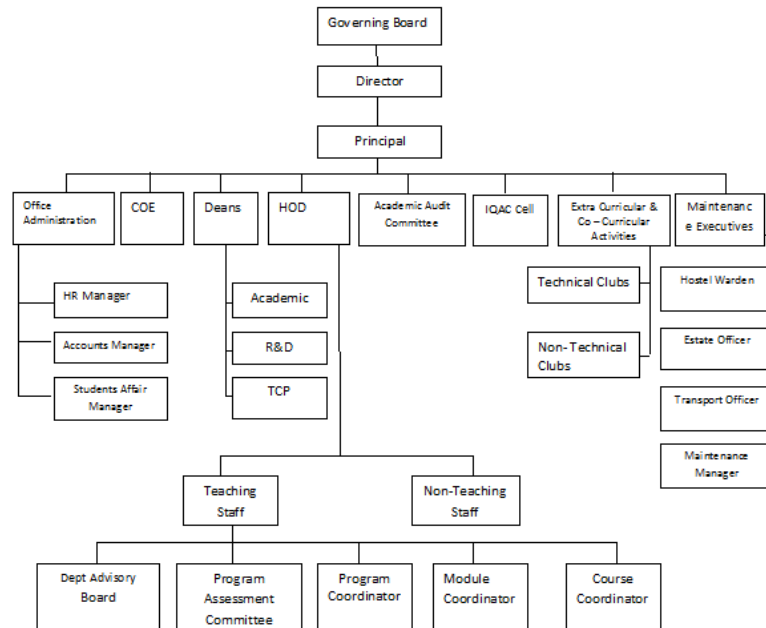 Governing Board
Director
Principal
Office
Administration
COE
Deans
HOD
Academic Audit
Committee
IQAC Cell
Extra Curricular &
Co – Curricular
Activities
Maintenanc
e Executives
HR Manager
Accounts Manager
Students Affair
Manager
Academic
R&D
TCP
Technical Clubs
Non- Technical
Clubs
Hostel Warden
Estate Officer
Transport Officer
Maintenance
Manager
Teaching
Staff
Non-Teaching
Staff
Dept Advisory
Board
Program
Assessment
Committee
Program
Coordinator
Module
Coordinator
Course
Coordinator